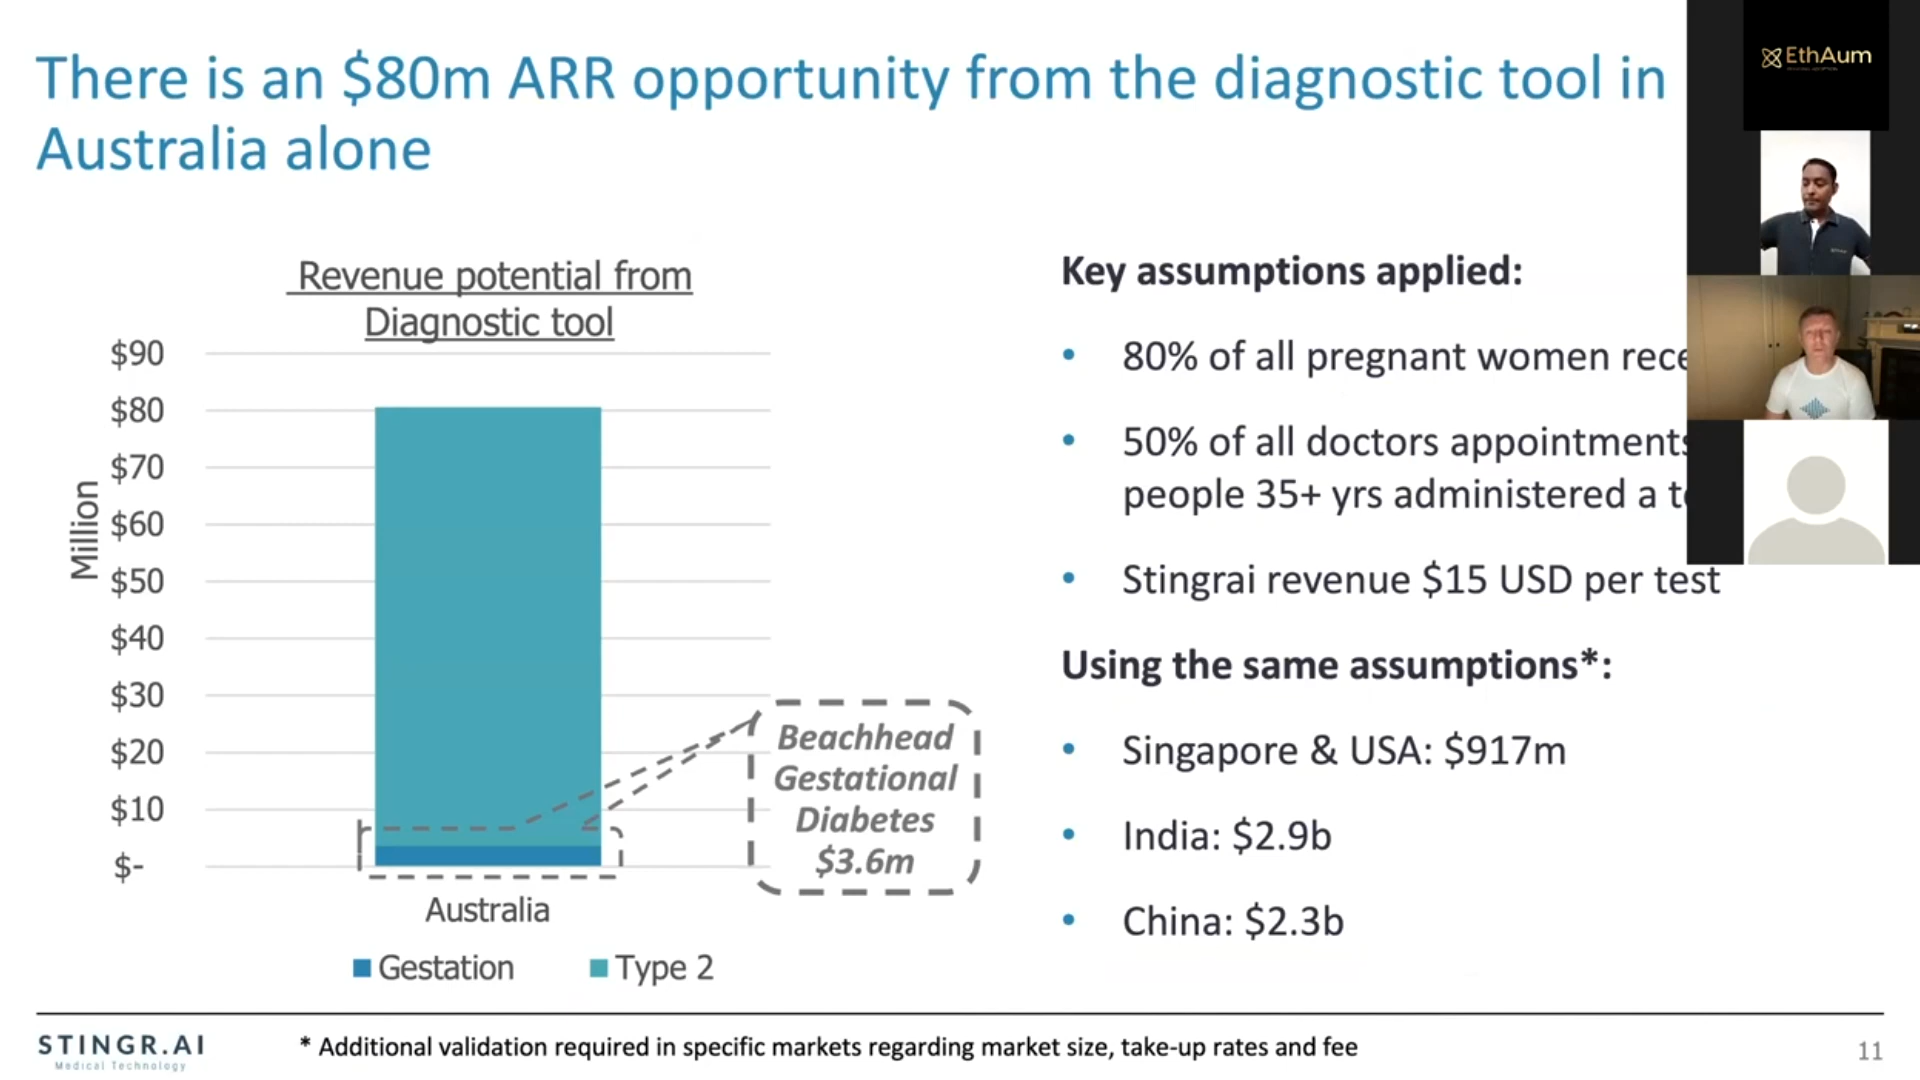 There is an $80m ARR opportunity from the diagnostic tool in
Australia alone
EthAum
Revenue potential from
Diagnostic tool
$90
$80
$70
$60
$50
$40
$30
$20
$10
$-
Million
Australia
Gestation
Type 2
Beachhead
Gestational
Diabetes
$3.6m
Key assumptions applied:
• 80% of all pregnant women
• 50% of all doctors appointments
people 35+ yrs administered a
• Stingrai revenue $15 USD per test
Using the same assumptions*:
• Singapore & USA: $917m
• India: $2.9b
• China: $2.3b
STINGR.AI
Medical Technology
* Additional validation required in specific markets regarding market size, take-up rates and fee
11